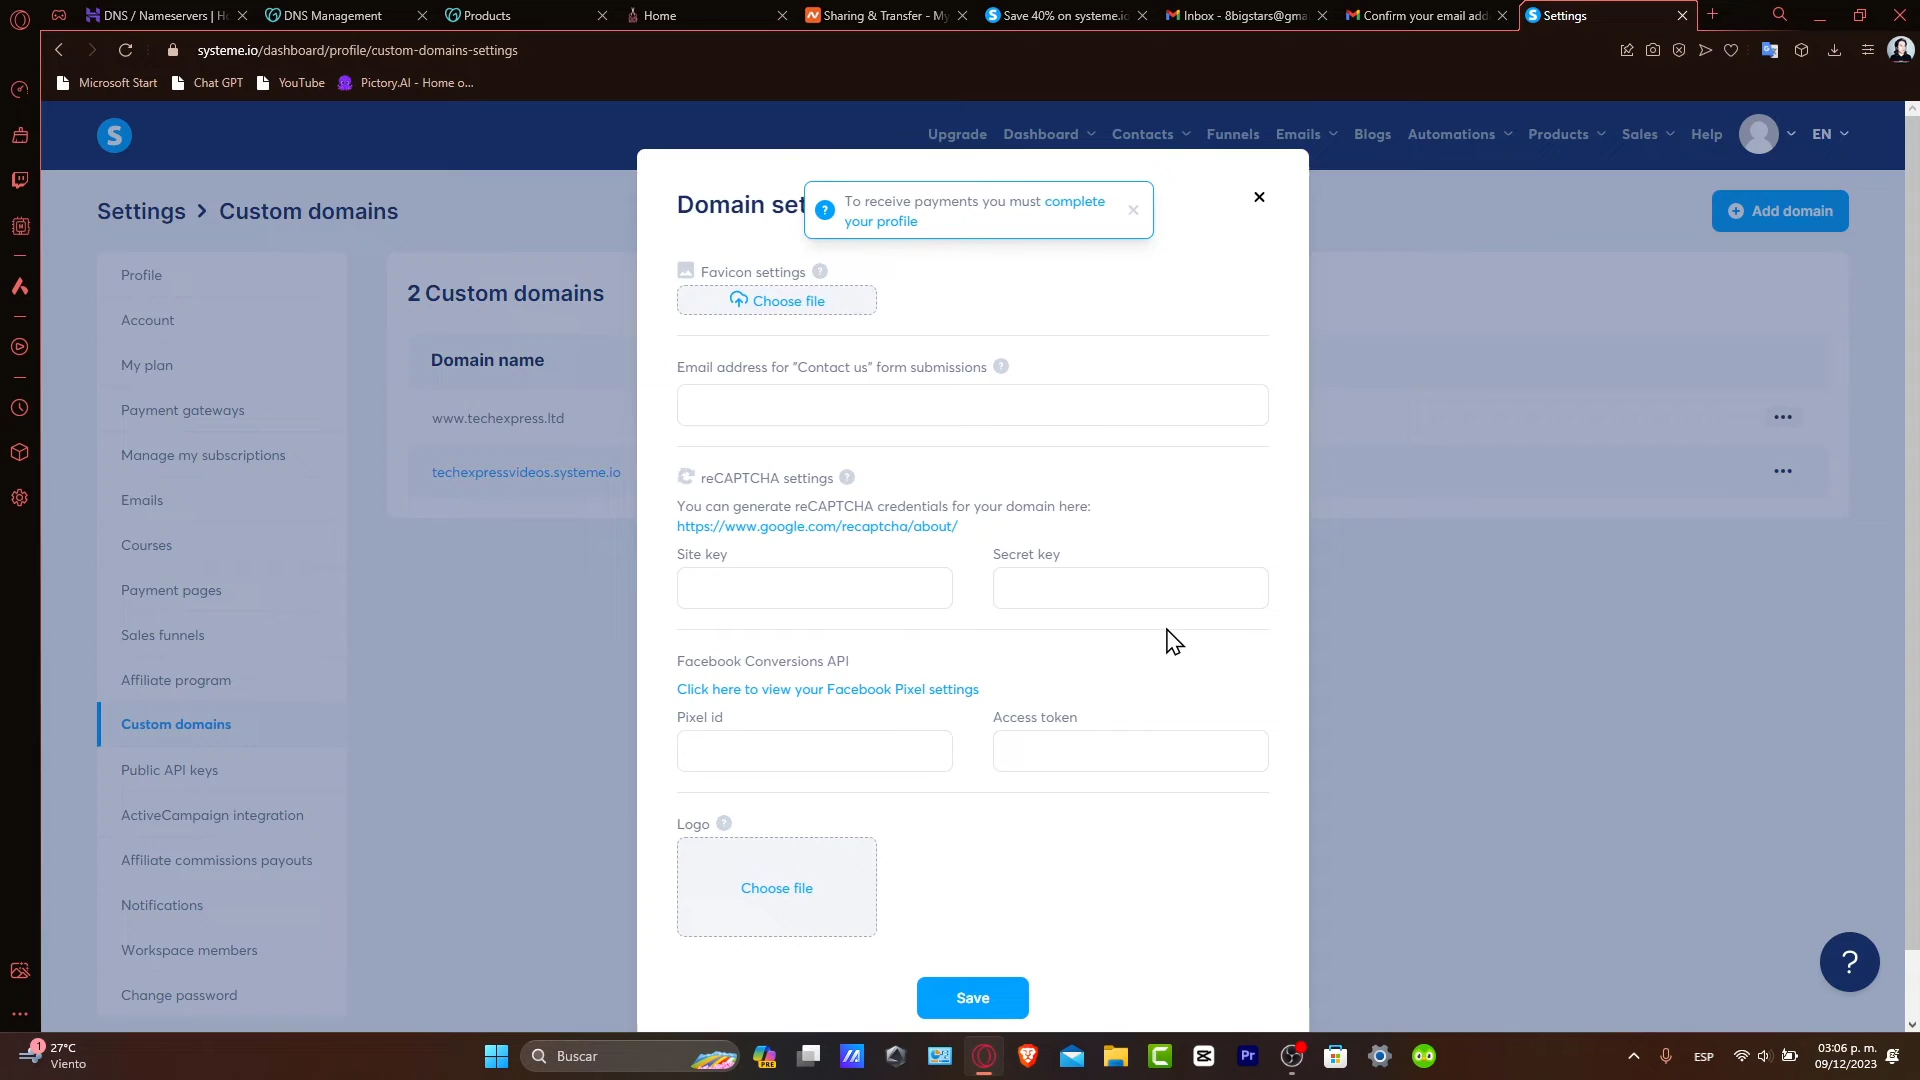 DNS / Nameservers | H
DNS Management
Products
Home
Sharing & Transfer - My
Save 40% on systeme.io
Inbox - 8bigstars@gma
Confirm your email add
Settings
systeme.io/dashboard/profile/custom-domains-settings
Microsoft Start
Chat GPT
YouTube
Pictory.AI - Home o...
S
Upgrade
Dashboard
Contacts
Funnels
Emails
Blogs
Automations
Products
Sales
Help
EN
Settings > Custom domains
Add domain
Profile
Account
My plan
Payment gateways
Manage my subscriptions
Emails
Courses
Payment pages
Sales funnels
Affiliate program
Custom domains
Public API keys
ActiveCampaign integration
Affiliate commissions payouts
Notifications
Workspace members
Change password
2 Custom domains
Domain name
www.techexpress.ltd
techexpressvideos.systeme.io
Domain set
To receive payments you must complete
your profile
Favicon settings
Choose file
Email address for "Contact us" form submissions
reCAPTCHA settings
You can generate reCAPTCHA credentials for your domain here:
https://www.google.com/recaptcha/about/
Site key
Secret key
Facebook Conversions API
Click here to view your Facebook Pixel settings
Pixel id
Access token
Logo
Choose file
Save
?
1
27°C
Viento
Buscar
PRE
Pr
ESP
03:06 p. m.
09/12/2023